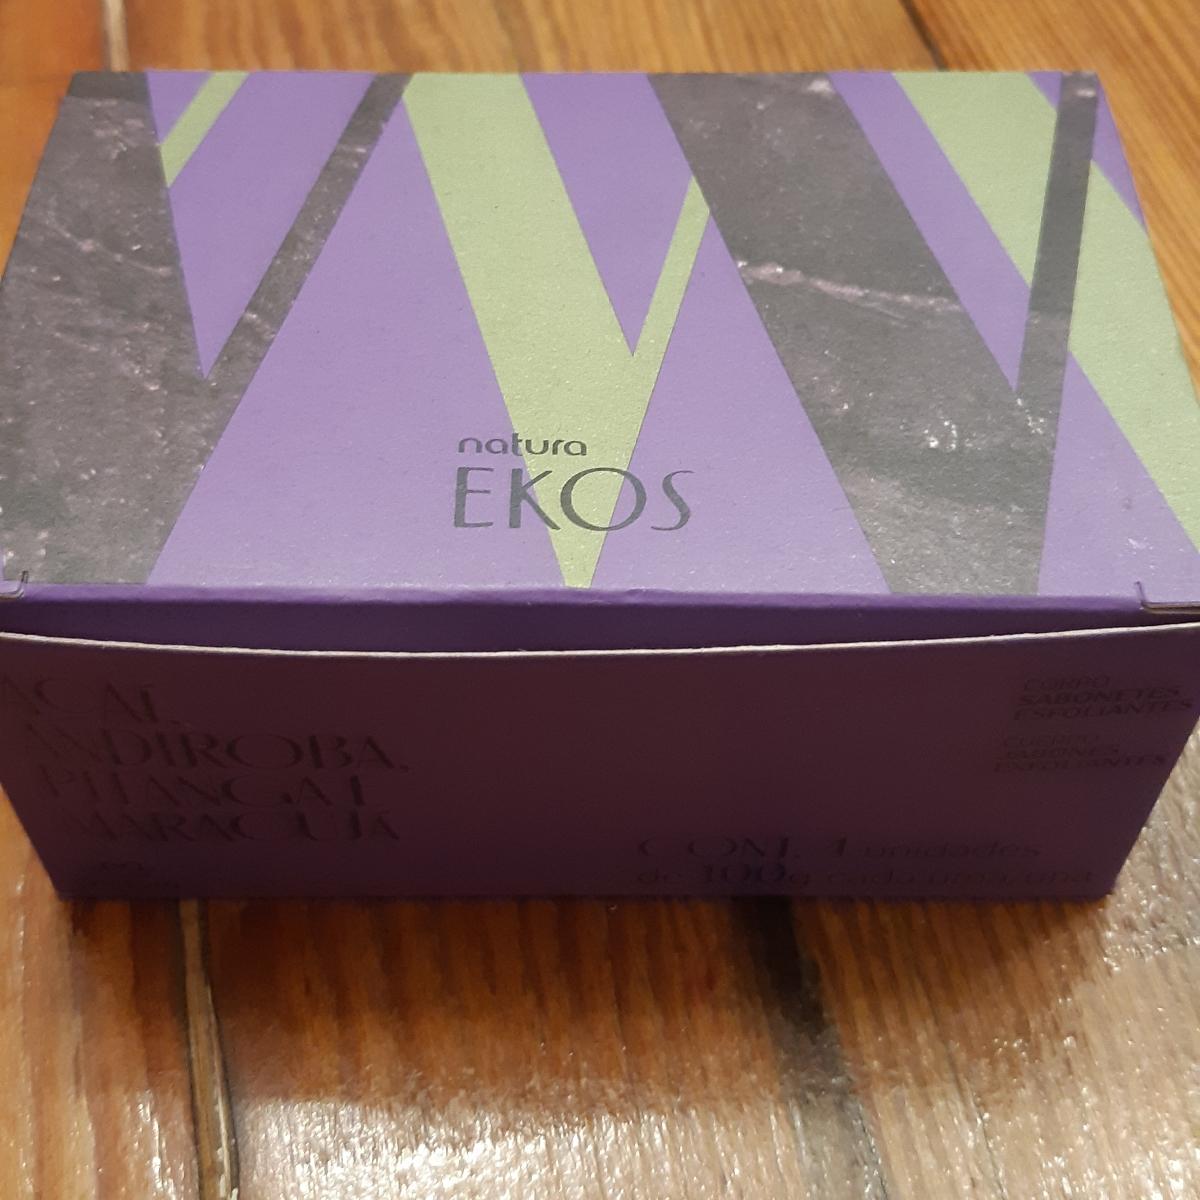 natura
EKOS
AÇAÍ,
ANDIROBA,
PITANGA E
MARACUJÁ
CORPO
SABONETES
ESFOLIANTES
CUERPO
JABONES
EXFOLIANTES
CONT. 4 unidades
de 100g cada uma/una